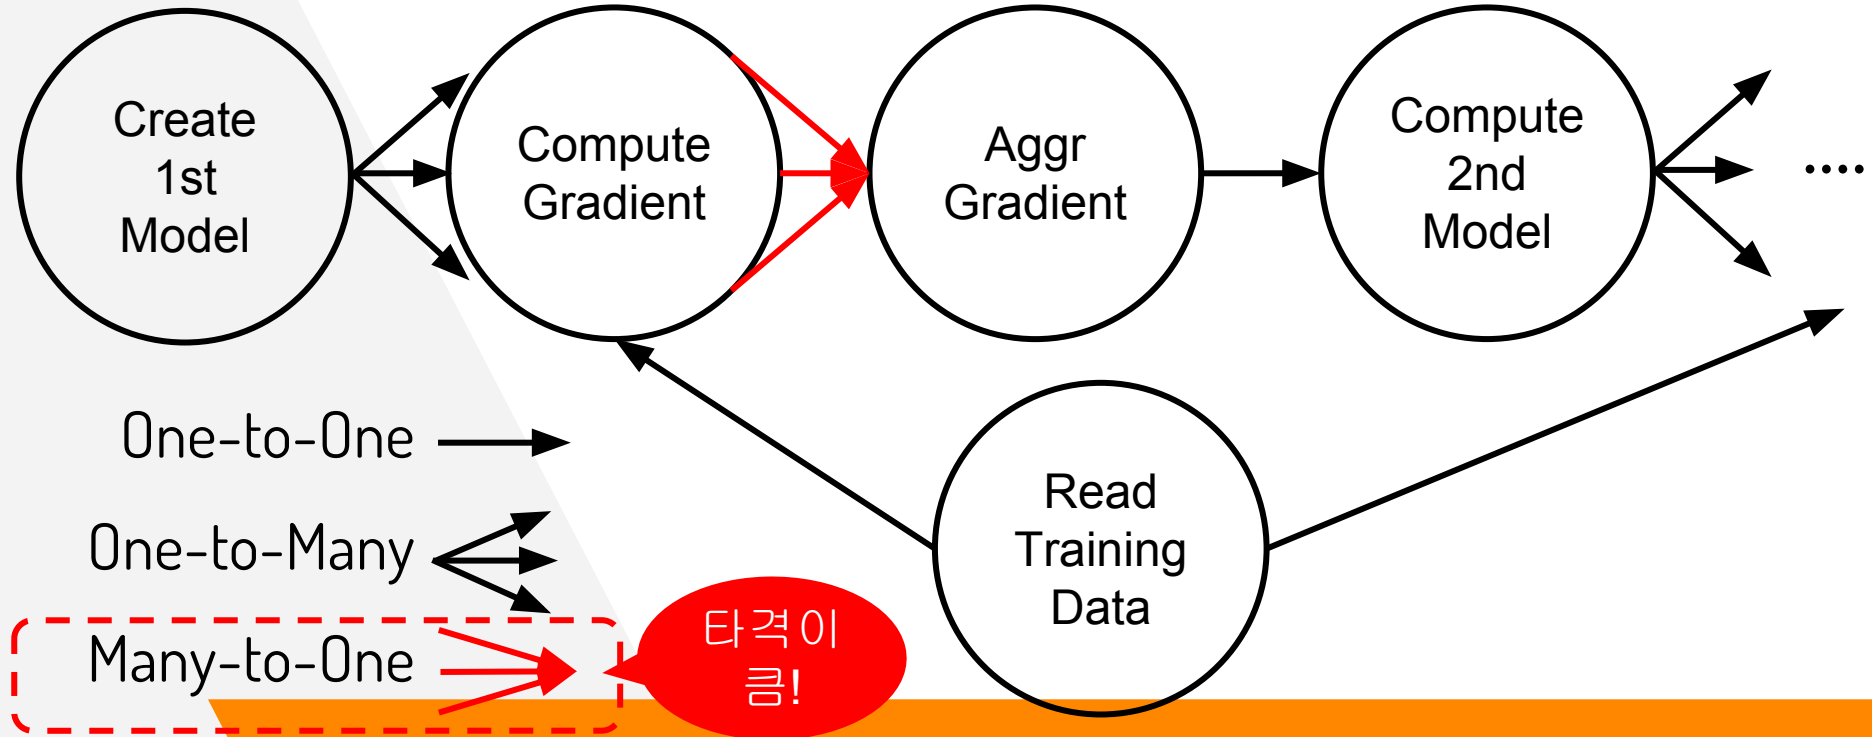 Create
1st
Model
Compute
Gradient
Aggr
Gradient
Compute
2nd
Model
....
One-to-One
One-to-Many
Many-to-One
타격이
큼!
Read
Training
Data